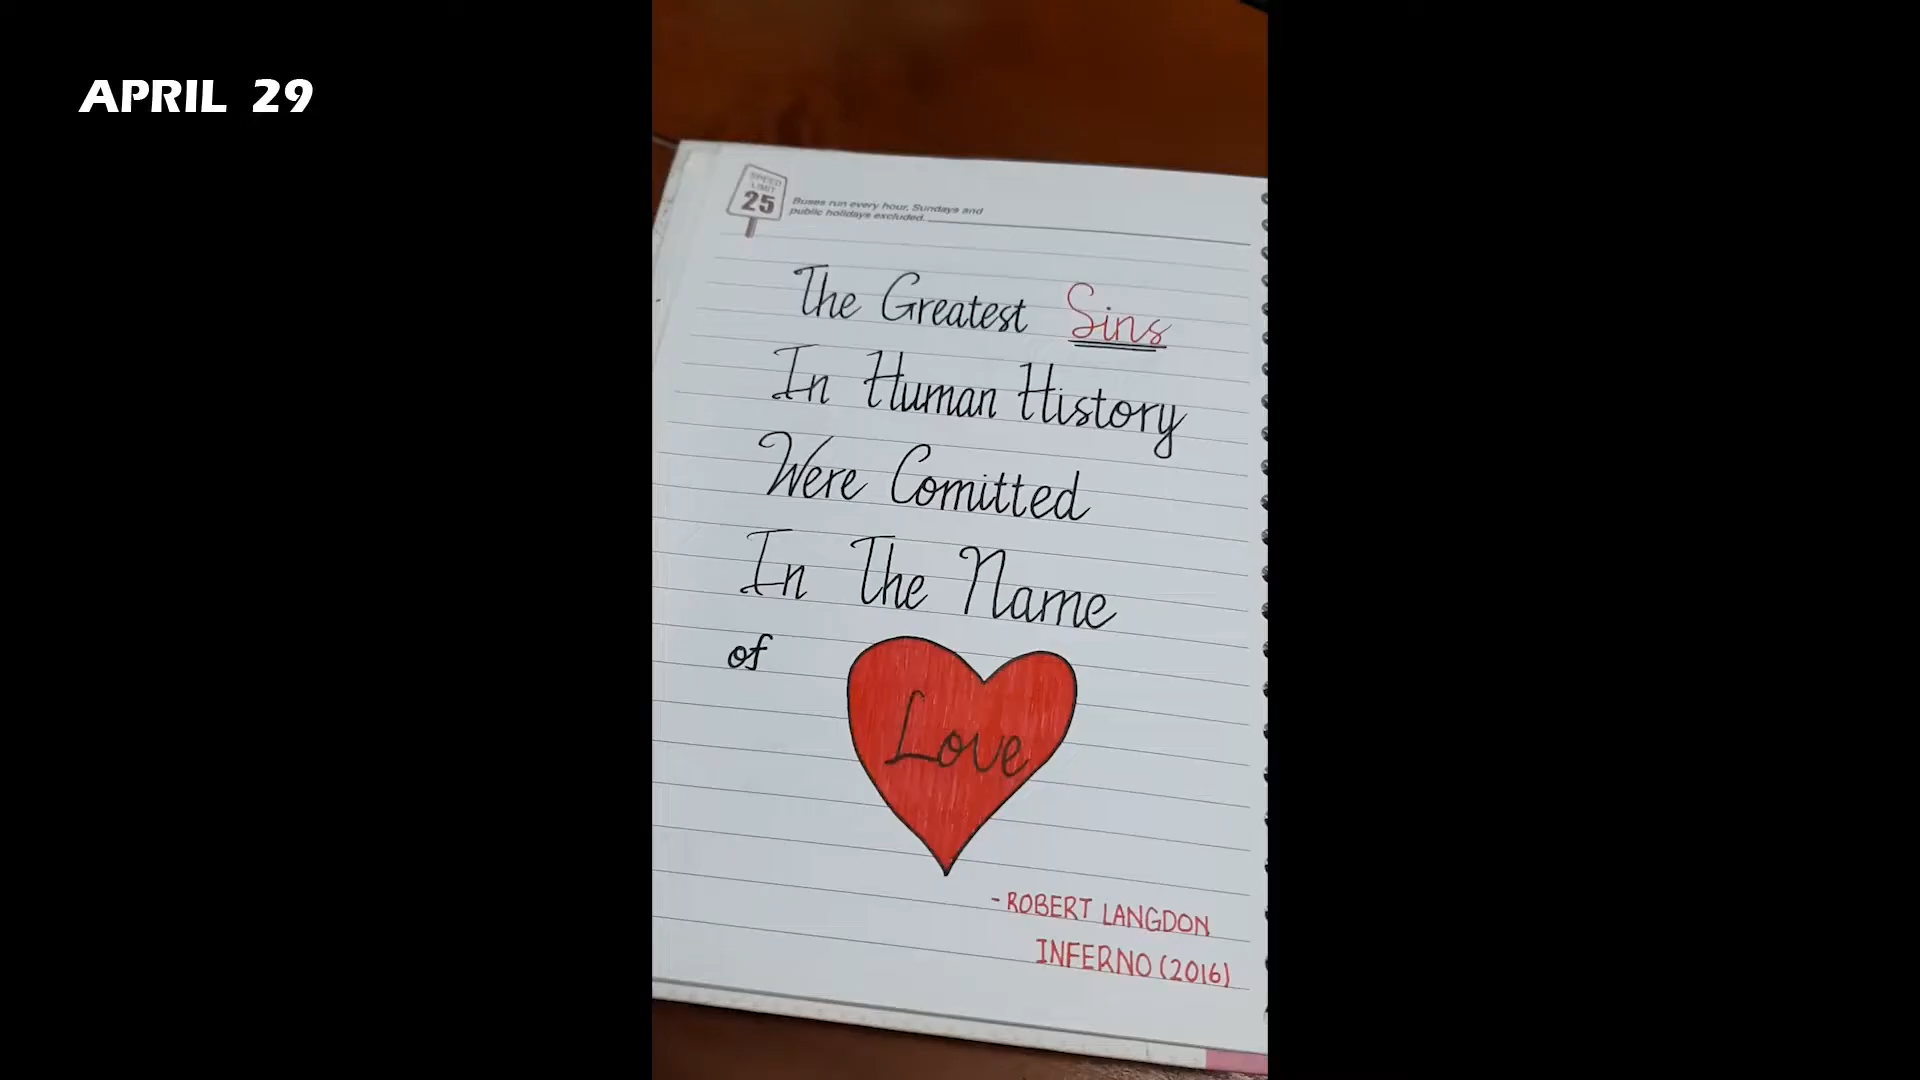 APRIL 29
SPEED
LIMIT
25
Buses run every hour, Sundays and
public holidays excluded.
The Greatest Sins
In Human History
Were Comitted
In The Name
of
Love
- ROBERT LANGDON
INFERNO (2016)